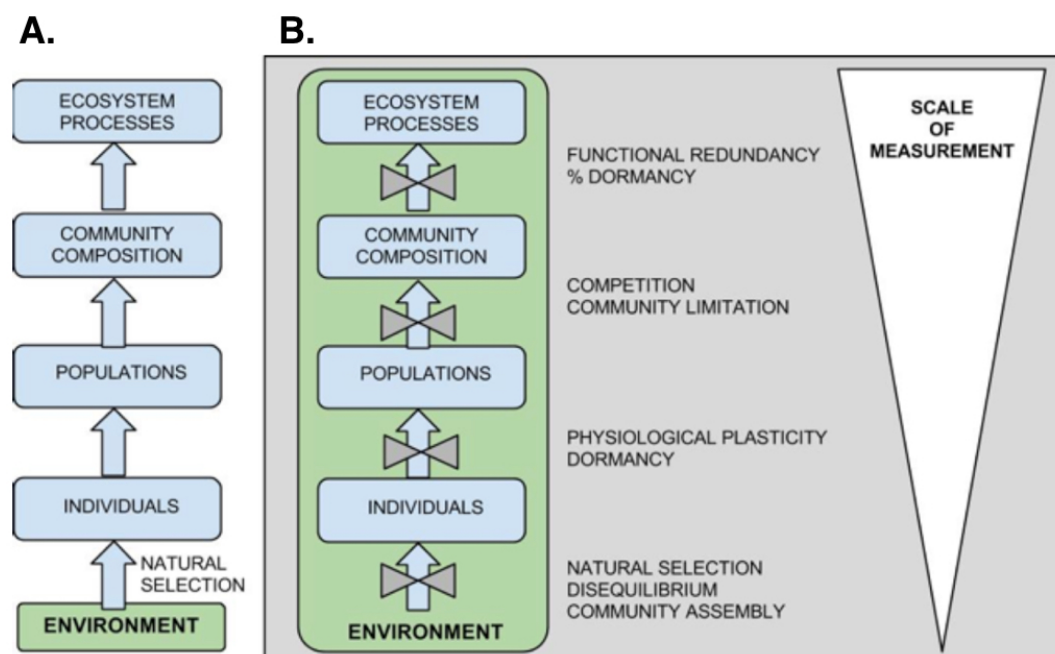 A.
ECOSYSTEM
PROCESSES
COMMUNITY
COMPOSITION
POPULATIONS
INDIVIDUALS
NATURAL
SELECTION
ENVIRONMENT
B.
ECOSYSTEM
PROCESSES
FUNCTIONAL REDUNDANCY
% DORMANCY
COMMUNITY
COMPOSITION
COMPETITION
COMMUNITY LIMITATION
POPULATIONS
PHYSIOLOGICAL PLASTICITY
DORMANCY
INDIVIDUALS
NATURAL SELECTION
DISEQUILIBRIUM
COMMUNITY ASSEMBLY
ENVIRONMENT
SCALE
OF
MEASUREMENT